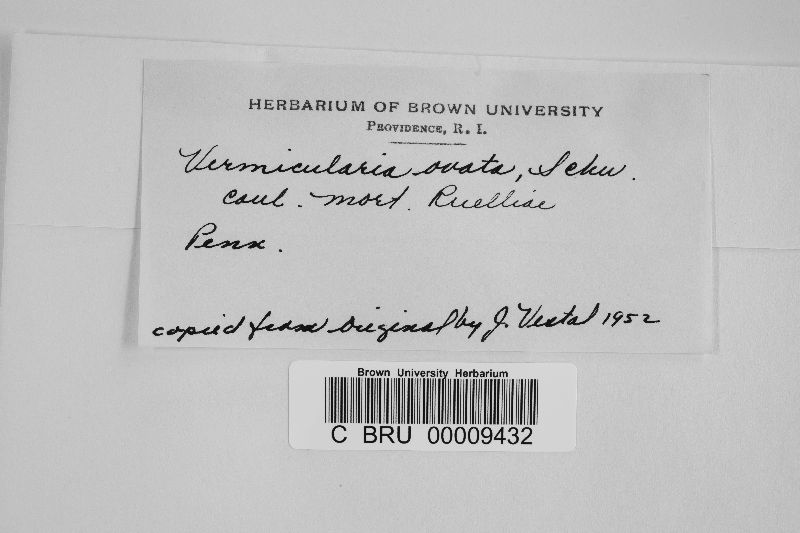 HERBARIUM OF BROWN UNIVERSITY
PROVIDENCE, R. I.
Vermicularia ovata, Schw.
caul. mort. Ruelliae
Penn.
copied from original by J. Vestal 1952
Brown University Herbarium
C BRU 00009432